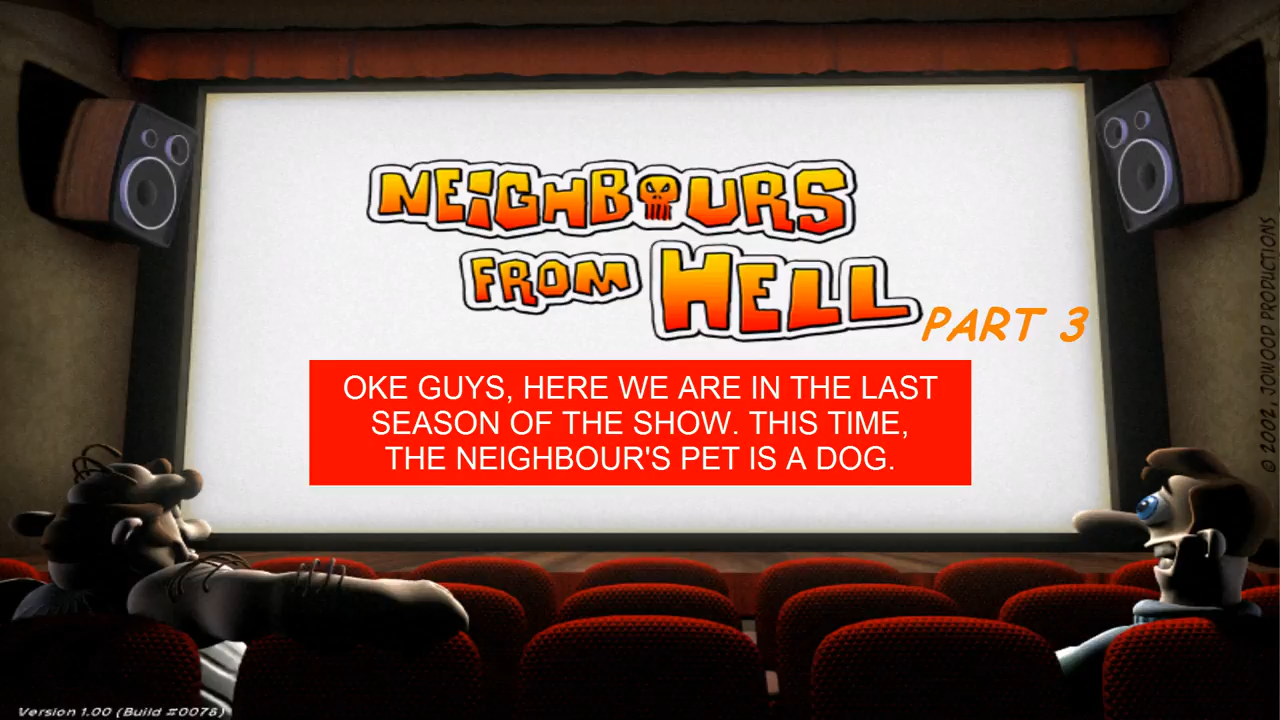 NEIGHBOURS
FROM HELL
PART 3
OKE GUYS, HERE WE ARE IN THE LAST
SEASON OF THE SHOW. THIS TIME,
THE NEIGHBOUR'S PET IS A DOG.
© 2002 JOWOOD PRODUCTIONS
Version 1.00 (Build #0078)